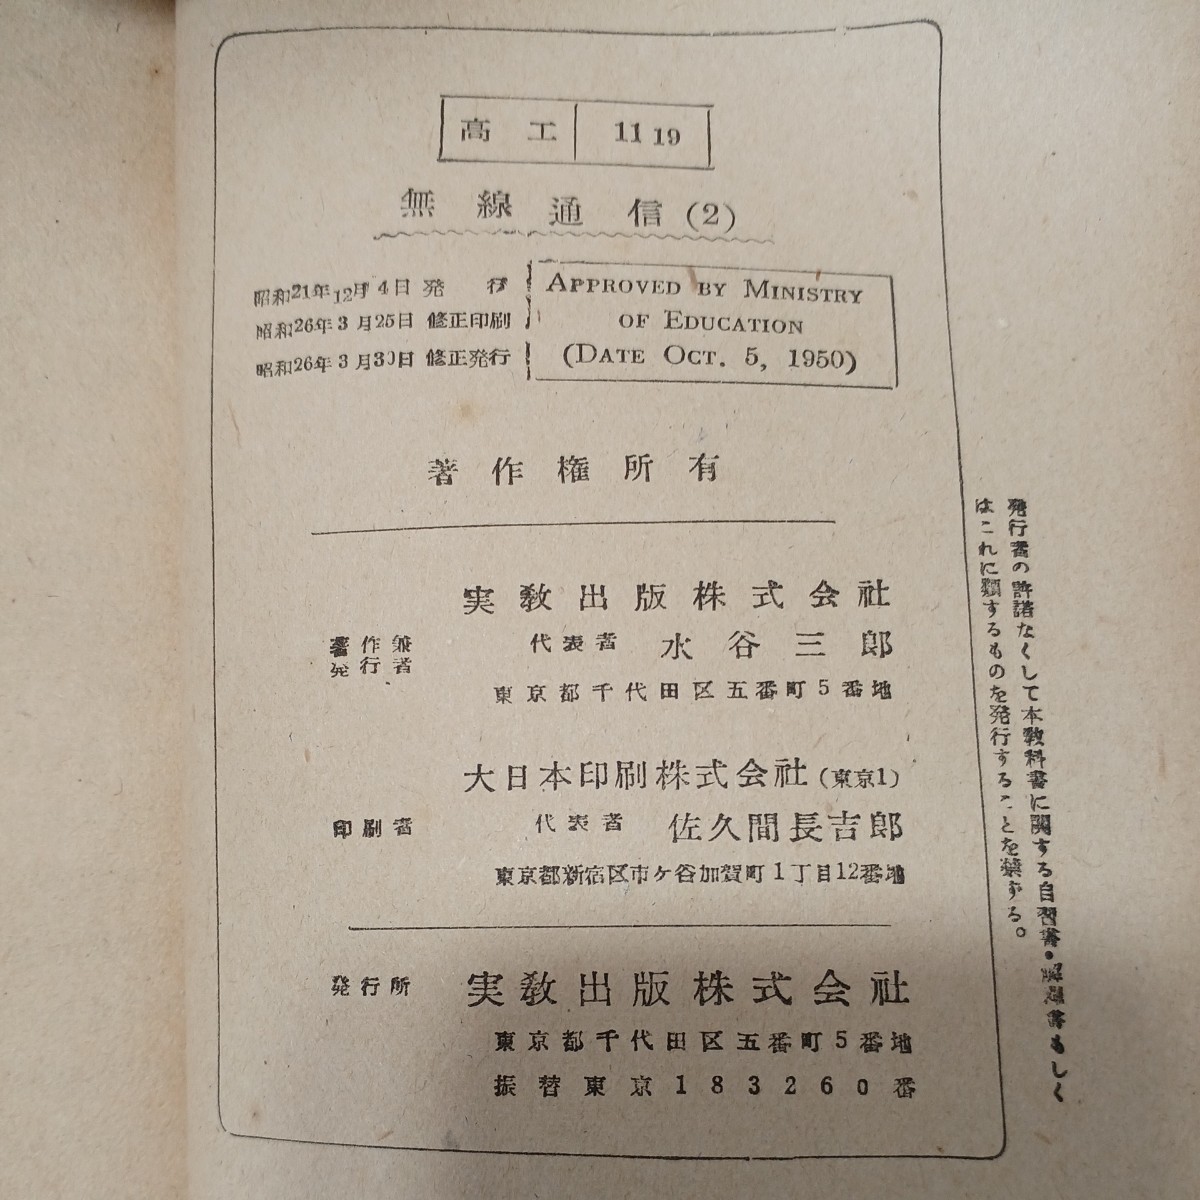 高工 1119
無線通信(2)
昭和21年12月4日 発行
昭和26年3月25日 修正印刷
昭和26年3月30日 修正発行
APPROVED BY MINISTRY
OF EDUCATION
(DATE OCT. 5, 1950)
著作権所有
著作兼
発行者
実教出版株式会社
代表者 水谷三郎
東京都千代田区五番町5番地
印刷者
大日本印刷株式会社(東京1)
代表者 佐久間長吉郎
東京都新宿区市ケ谷加賀町1丁目12番地
発行所
実教出版株式会社
東京都千代田区五番町5番地
振替東京183260番
発行者の許諾なくして本教科書に関する自習書・解説書もしく
はこれに類するものを発行することを禁ずる。